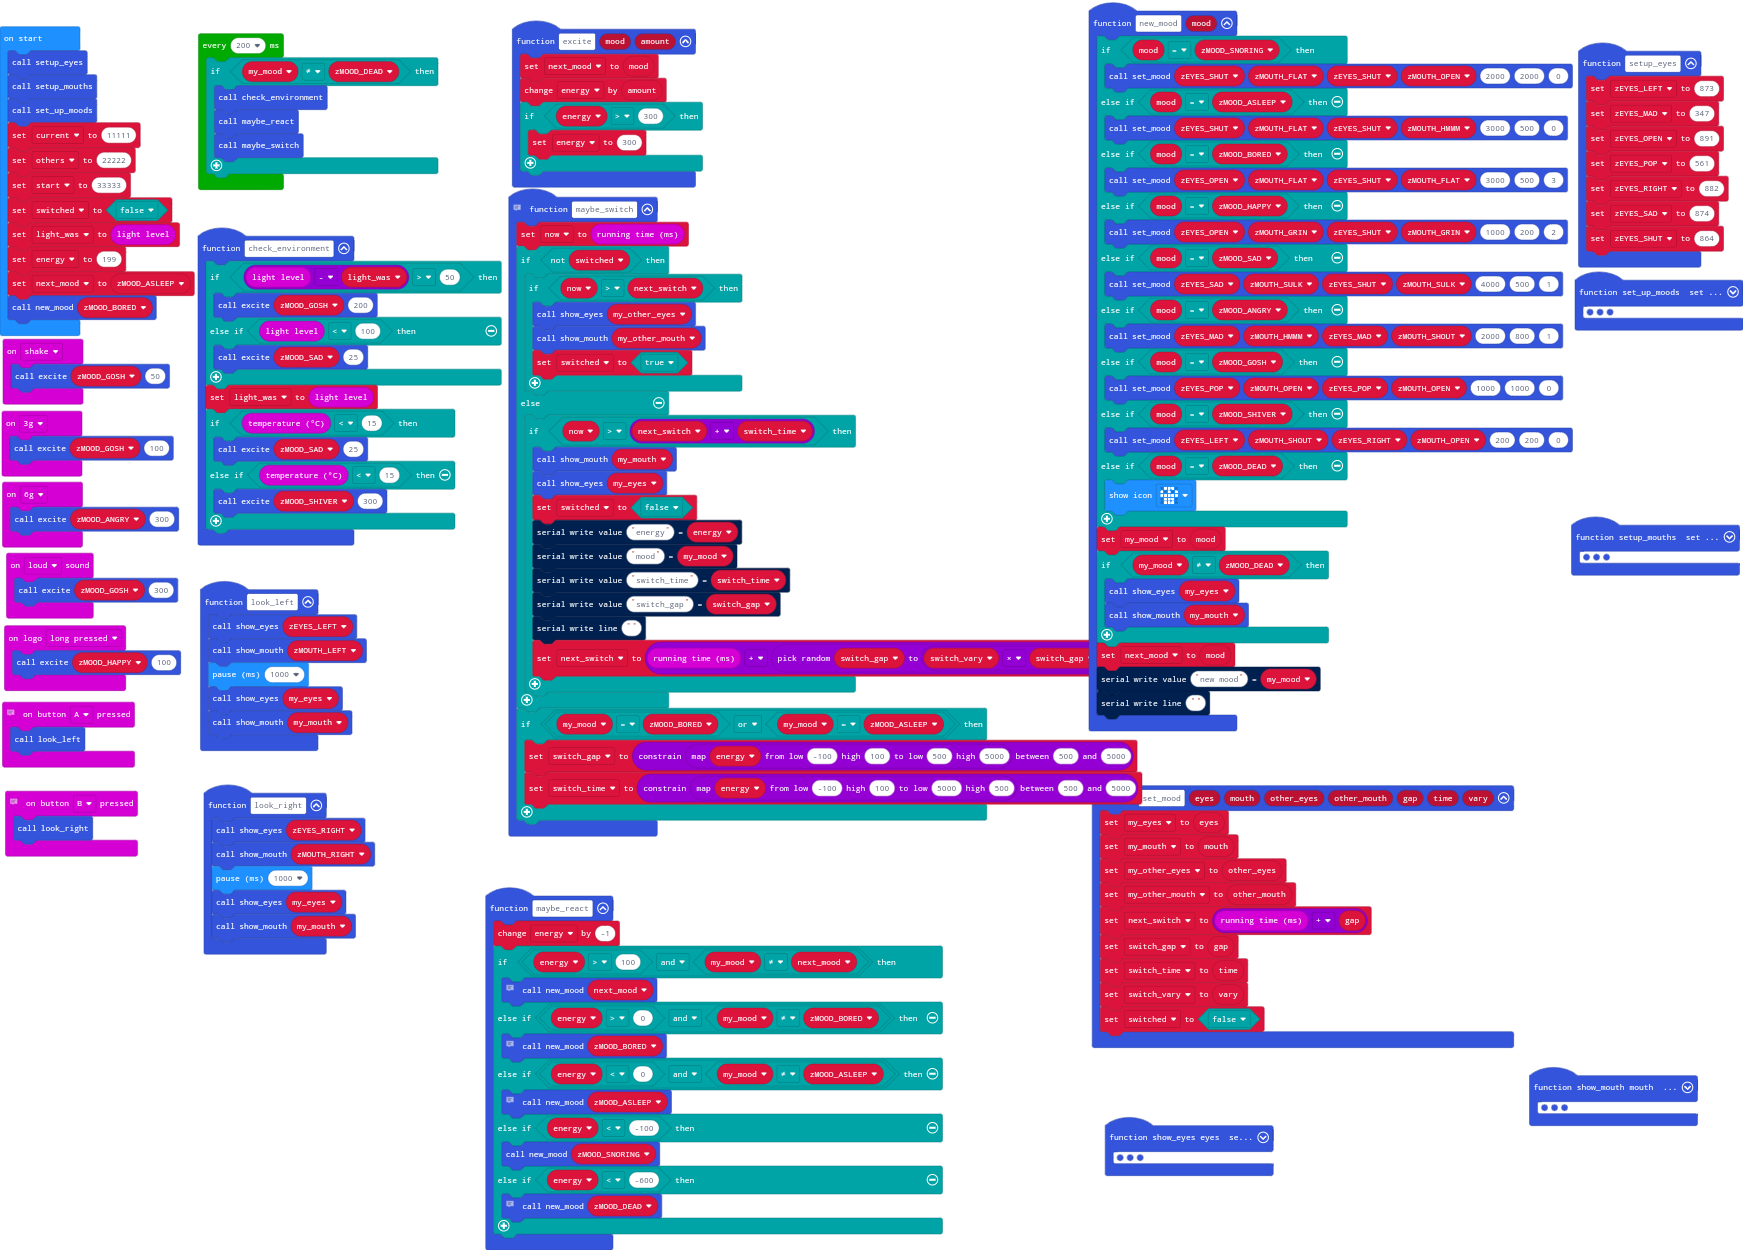 on start
call setup_eyes
call setup_mouths
call set_up_moods
set current to 11111
set others to 22222
set start to 33333
set switched to false
set light_was to light level
set energy to 199
set next_mood to zMOOD_ASLEEP
call new_mood zMOOD_BORED
on shake
call excite zMOOD_GOSH 50
on 3g
call excite zMOOD_GOSH 100
on 6g
call excite zMOOD_ANGRY 300
on loud sound
call excite zMOOD_GOSH 300
on logo long pressed
call excite zMOOD_HAPPY 100
on button A pressed
call look_left
on button B pressed
call look_right
every 200 ms
if my_mood ≠ zMOOD_DEAD then
call check_environment
call maybe_react
call maybe_switch
function check_environment
if light level - light_was > 50 then
call excite zMOOD_GOSH 200
else if light level < 100 then
call excite zMOOD_SAD 25
set light_was to light level
if temperature (°C) < 15 then
call excite zMOOD_SAD 25
else if temperature (°C) < 15 then
call excite zMOOD_SHIVER 300
function look_left
call show_eyes zEYES_LEFT
call show_mouth zMOUTH_LEFT
pause (ms) 1000
call show_eyes my_eyes
call show_mouth my_mouth
function look_right
call show_eyes zEYES_RIGHT
call show_mouth zMOUTH_RIGHT
pause (ms) 1000
call show_eyes my_eyes
call show_mouth my_mouth
function excite mood amount
set next_mood to mood
change energy by amount
if energy > 300 then
set energy to 300
function maybe_switch
set now to running time (ms)
if not switched then
if now > next_switch then
call show_eyes my_other_eyes
call show_mouth my_other_mouth
set switched to true
else
if now > next_switch + switch_time then
call show_mouth my_mouth
call show_eyes my_eyes
set switched to false
serial write value "energy" = energy
serial write value "mood" = my_mood
serial write value "switch_time" = switch_time
serial write value "switch_gap" = switch_gap
serial write line " "
set next_switch to running time (ms) + pick random switch_gap to switch_vary × switch_gap
if my_mood = zMOOD_BORED or my_mood = zMOOD_ASLEEP then
set switch_gap to constrain map energy from low -100 high 100 to low 500 high 5000 between 500 and 5000
set switch_time to constrain map energy from low -100 high 100 to low 5000 high 500 between 500 and 5000
function maybe_react
change energy by -1
if energy > 100 and my_mood ≠ next_mood then
call new_mood next_mood
else if energy > 0 and my_mood ≠ zMOOD_BORED then
call new_mood zMOOD_BORED
else if energy < 0 and my_mood ≠ zMOOD_ASLEEP then
call new_mood zMOOD_ASLEEP
else if energy < -100 then
call new_mood zMOOD_SNORING
else if energy < -600 then
call new_mood zMOOD_DEAD
function new_mood mood
if mood = zMOOD_SNORING then
call set_mood zEYES_SHUT zMOUTH_FLAT zEYES_SHUT zMOUTH_OPEN 2000 2000 0
else if mood = zMOOD_ASLEEP then
call set_mood zEYES_SHUT zMOUTH_FLAT zEYES_SHUT zMOUTH_HMMM 3000 500 0
else if mood = zMOOD_BORED then
call set_mood zEYES_OPEN zMOUTH_FLAT zEYES_SHUT zMOUTH_FLAT 3000 500 3
else if mood = zMOOD_HAPPY then
call set_mood zEYES_OPEN zMOUTH_GRIN zEYES_SHUT zMOUTH_GRIN 1000 200 2
else if mood = zMOOD_SAD then
call set_mood zEYES_SAD zMOUTH_SULK zEYES_SHUT zMOUTH_SULK 4000 500 1
else if mood = zMOOD_ANGRY then
call set_mood zEYES_MAD zMOUTH_HMMM zEYES_MAD zMOUTH_SHOUT 2000 800 1
else if mood = zMOOD_GOSH then
call set_mood zEYES_POP zMOUTH_OPEN zEYES_POP zMOUTH_OPEN 1000 1000 0
else if mood = zMOOD_SHIVER then
call set_mood zEYES_LEFT zMOUTH_SHOUT zEYES_RIGHT zMOUTH_OPEN 200 200 0
else if mood = zMOOD_DEAD then
show icon
set my_mood to mood
if my_mood ≠ zMOOD_DEAD then
call show_eyes my_eyes
call show_mouth my_mouth
set next_mood to mood
serial write value "new mood" = my_mood
serial write line " "
set_mood eyes mouth other_eyes other_mouth gap time vary
set my_eyes to eyes
set my_mouth to mouth
set my_other_eyes to other_eyes
set my_other_mouth to other_mouth
set next_switch to running time (ms) + gap
set switch_gap to gap
set switch_time to time
set switch_vary to vary
set switched to false
function show_eyes eyes se...
function show_mouth mouth ...
function setup_eyes
set zEYES_LEFT to 873
set zEYES_MAD to 347
set zEYES_OPEN to 891
set zEYES_POP to 561
set zEYES_RIGHT to 882
set zEYES_SAD to 874
set zEYES_SHUT to 864
function set_up_moods set ...
function setup_mouths set ...